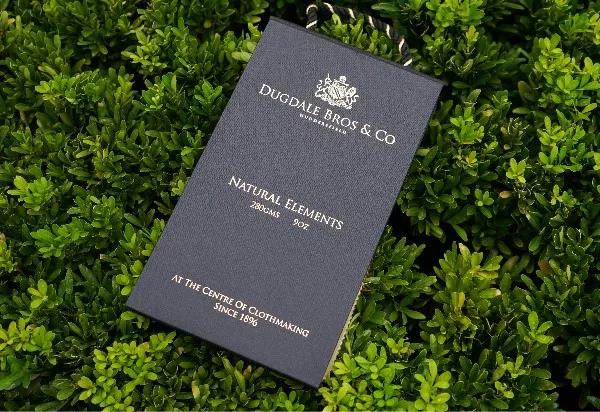 Dugdale Bros & Co
HUDDERSFIELD
Natural Elements
280gms 9oz
At The Centre Of Clothmaking
Since 1896